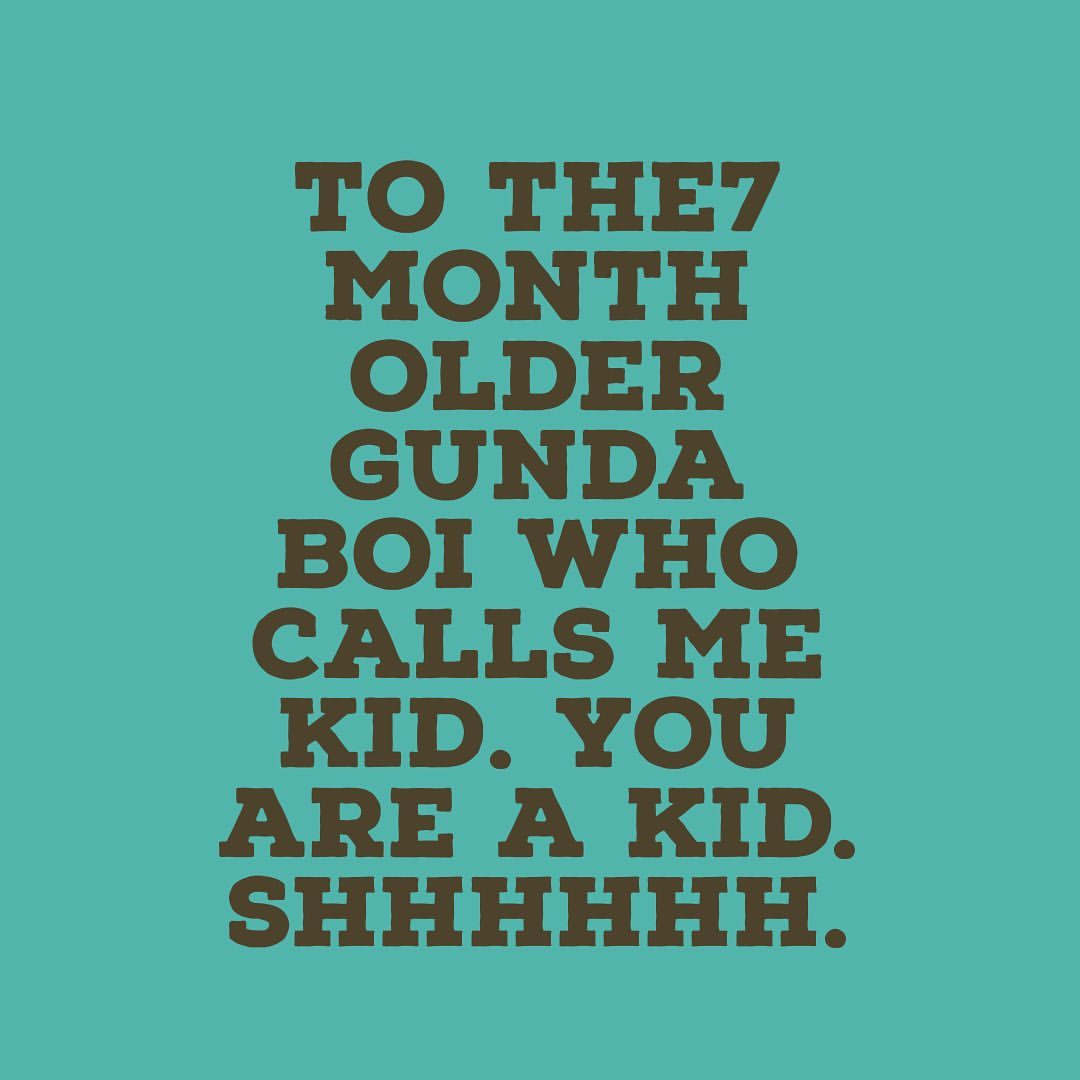 TO THE7
MONTH
OLDER
GUNDA
BOI WHO
CALLS ME
KID. YOU
ARE A KID.
SHHHHHH.